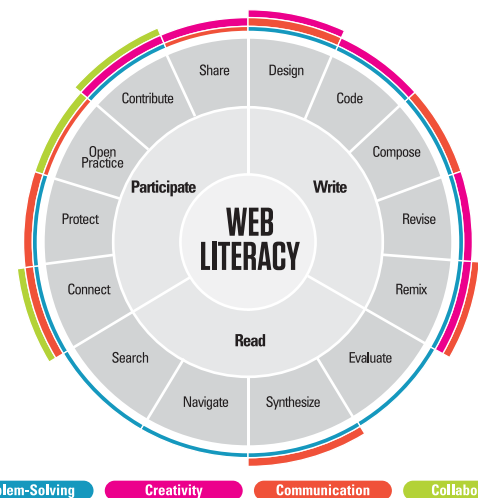 Share
Design
Contribute
Code
Open
Practice
Compose
Participate
Write
Protect
WEB
LITERACY
Revise
Connect
Remix
Read
Search
Evaluate
Navigate
Synthesize
blem-Solving
Creativity
Communication
Collabo